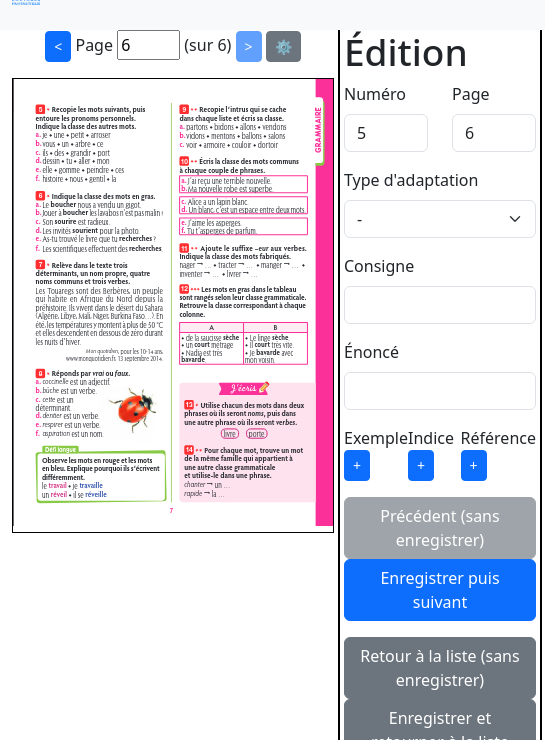 < Page 6 (sur 6) > ⚙️
5 • Recopie les mots suivants, puis
entoure les pronoms personnels.
Indique la classe des autres mots.
a. je • une • petit • arroser
b. vous • un • arbre • ce
c. ils • des • grandir • port
d. dessin • tu • aller • mon
e. elle • gomme • peindre • ces
f. histoire • nous • gentil • la
6 • Indique la classe des mots en gras.
a. Le boucher nous a vendu un gigot.
b. Jouer à boucher les lavabos n'est pas malin
c. Son sourire est radieux.
d. Les invités sourient pour la photo.
e. As-tu trouvé le livre que tu recherches ?
f. Les scientifiques effectuent des recherches
7 • Relève dans le texte trois
déterminants, un nom propre, quatre
noms communs et trois verbes.
Les Touaregs sont des Berbères, un peuple
qui habite en Afrique du Nord depuis la
préhistoire. Ils vivent dans le désert du Sahara
(Algérie, Libye, Mali, Niger, Burkina Faso…). En
été, les températures y montent à plus de 50 °C
et elles descendent en dessous de zéro durant
les nuits d'hiver.
Mon quotidien, pour les 10-14 ans,
www.monquotidien.fr, 13 septembre 2014.
8 • Réponds par vrai ou faux.
a. coccinelle est un adjectif.
b. bûche est un verbe.
c. cette est un
déterminant.
d. dentier est un verbe.
e. respirer est un verbe.
f. aspiration est un nom.
Défi langue
Observe les mots en rouge et les mots
en bleu. Explique pourquoi ils s'écrivent
différemment.
le travail • je travaille
un réveil • il se réveille
9 •• Recopie l'intrus qui se cache
dans chaque liste et écris sa classe.
a. partons • bidons • allons • vendons
b. vidons • mentons • ballons • salons
c. voir • armoire • couloir • dortoir
10 •• Écris la classe des mots communs
à chaque couple de phrases.
a. J'ai reçu une terrible nouvelle.
b. Ma nouvelle robe est superbe.
c. Alice a un lapin blanc.
d. Un blanc, c'est un espace entre deux mots.
e. J'aime les asperges.
f. Tu t'asperges de parfum.
11 •• Ajoute le suffixe –eur aux verbes.
Indique la classe des mots fabriqués.
nager → … • tracter → … • manger → … •
inventer → … • livrer → …
12 ••• Les mots en gras dans le tableau
sont rangés selon leur classe grammaticale.
Retrouve la classe correspondant à chaque
colonne.
A B
• de la saucisse sèche • Le linge sèche.
• un court métrage • Il court très vite.
• Nadia est très • Je bavarde avec
bavarde. mon voisin.
J'écris
13 • Utilise chacun des mots dans deux
phrases où ils seront noms, puis dans
une autre phrase où ils seront verbes.
livre porte
14 •• Pour chaque mot, trouve un mot
de la même famille qui appartient à
une autre classe grammaticale
et utilise-le dans une phrase.
chanter → un …
rapide → la …
GRAMMAIRE
7
Édition
Numéro Page
5 6
Type d'adaptation
-
Consigne
Énoncé
Exemple Indice Référence
+ + +
Précédent (sans
enregistrer)
Enregistrer puis
suivant
Retour à la liste (sans
enregistrer)
Enregistrer et
retourner à la liste